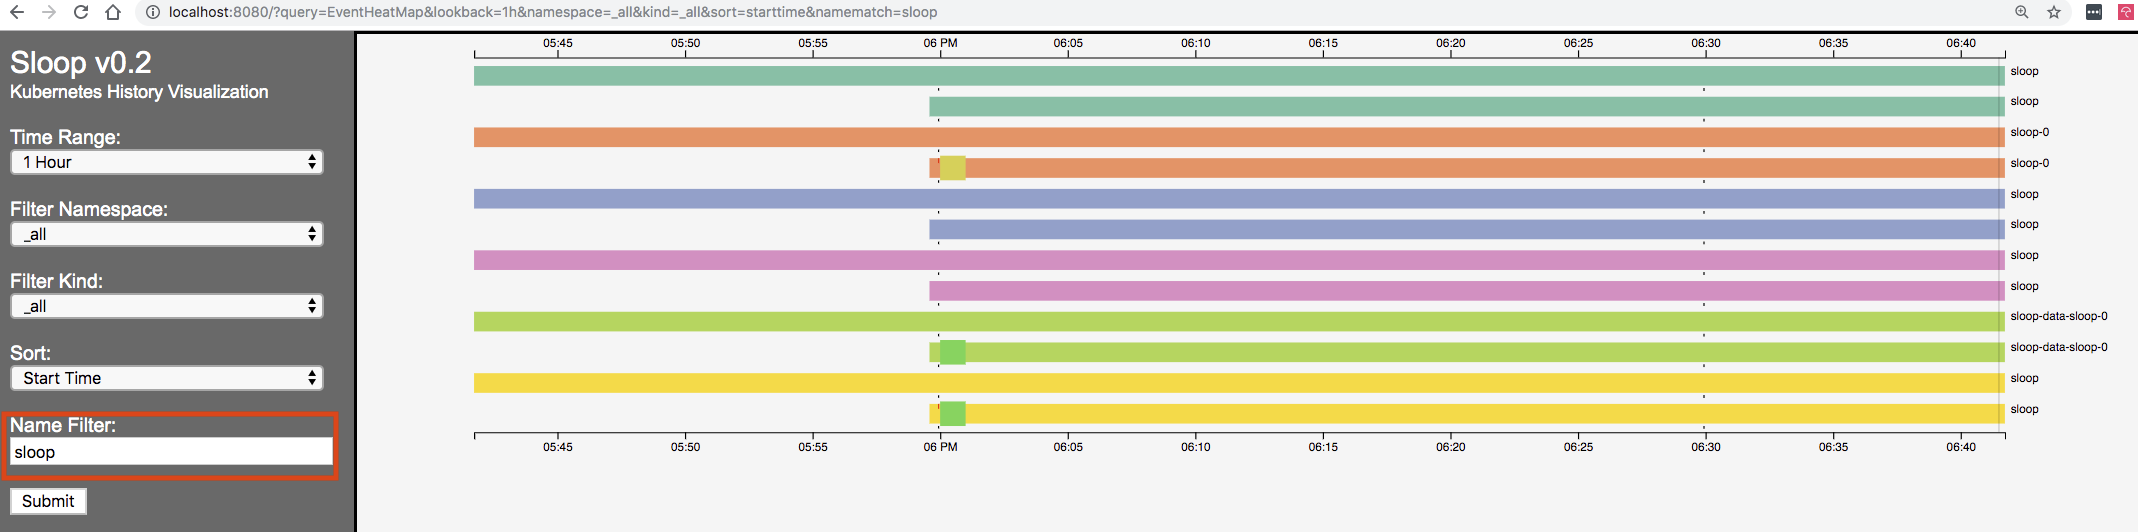 localhost:8080/?query=EventHeatMap&lookback=1h&namespace=_all&kind=_all&sort=starttime&namematch=sloop
Sloop v0.2
Kubernetes History Visualization
Time Range:
1 Hour
Filter Namespace:
_all
Filter Kind:
_all
Sort:
Start Time
Name Filter:
sloop
Submit
05:45 05:50 05:55 06 PM 06:05 06:10 06:15 06:20 06:25 06:30 06:35 06:40
sloop
sloop
sloop-0
sloop-0
sloop
sloop
sloop
sloop
sloop-data-sloop-0
sloop-data-sloop-0
sloop
sloop
05:45 05:50 05:55 06 PM 06:05 06:10 06:15 06:20 06:25 06:30 06:35 06:40